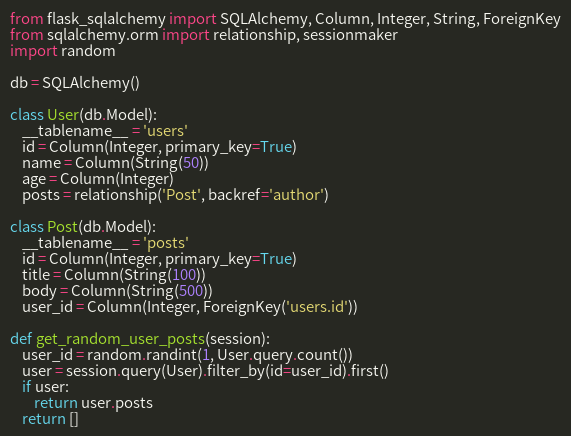 from flask_sqlalchemy import SQLAlchemy, Column, Integer, String, ForeignKey
from sqlalchemy.orm import relationship, sessionmaker
import random

db = SQLAlchemy()

class User(db.Model):
    __tablename__ = 'users'
    id = Column(Integer, primary_key=True)
    name = Column(String(50))
    age = Column(Integer)
    posts = relationship('Post', backref='author')

class Post(db.Model):
    __tablename__ = 'posts'
    id = Column(Integer, primary_key=True)
    title = Column(String(100))
    body = Column(String(500))
    user_id = Column(Integer, ForeignKey('users.id'))

def get_random_user_posts(session):
    user_id = random.randint(1, User.query.count())
    user = session.query(User).filter_by(id=user_id).first()
    if user:
        return user.posts
    return []